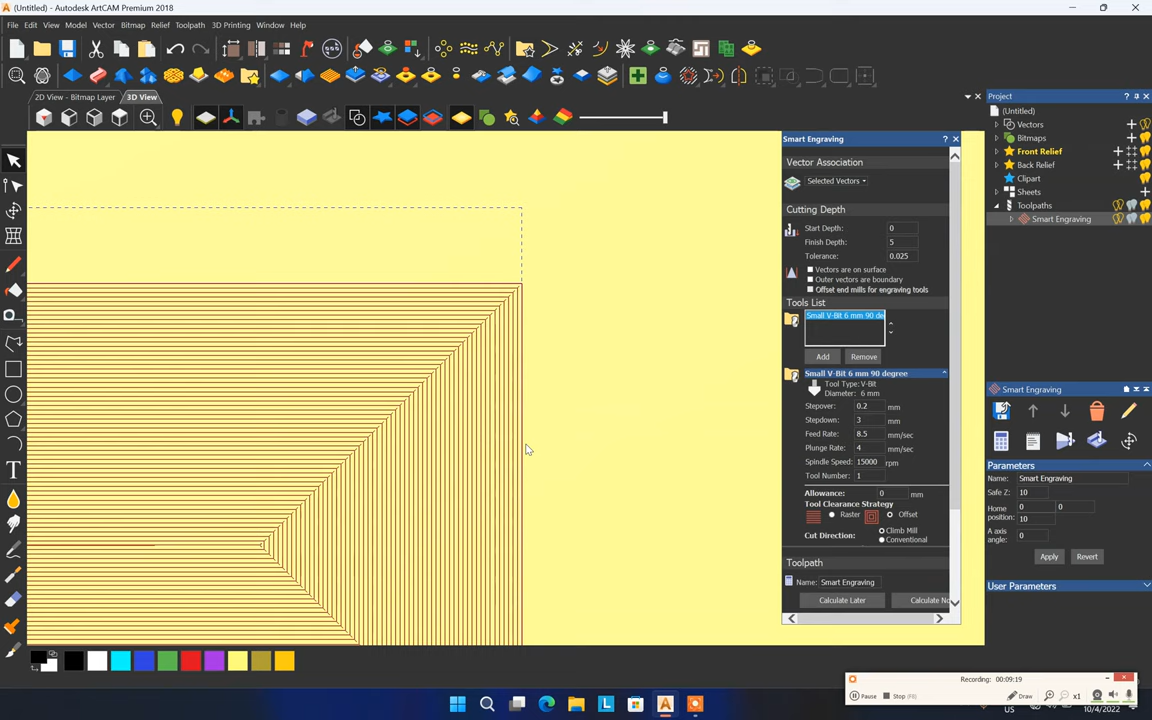 (Untitled) - Autodesk ArtCAM Premium 2018
File Edit View Model Vector Bitmap Relief Toolpath 3D Printing Window Help
2D View - Bitmap Layer 3D View
Project
(Untitled)
Vectors
Bitmaps
Front Relief
Back Relief
Clipart
Sheets
Toolpaths
Smart Engraving
Smart Engraving
Vector Association
Selected Vectors
Cutting Depth
Start Depth: 0
Finish Depth: 5
Tolerance: 0.025
Vectors are on surface
Outer vectors are boundary
Offset end mills for engraving tools
Tools List
Small V-Bit 6 mm 90 de
Add Remove
Small V-Bit 6 mm 90 degree
Tool Type: V-Bit
Diameter: 6 mm
Stepover: 0.2 mm
Stepdown: 3 mm
Feed Rate: 8.5 mm/sec
Plunge Rate: 4 mm/sec
Spindle Speed: 15000 rpm
Tool Number: 1
Allowance: 0 mm
Tool Clearance Strategy
Raster Offset
Cut Direction: Climb Mill
Conventional
Toolpath
Name: Smart Engraving
Calculate Later Calculate No
Smart Engraving
Parameters
Name: Smart Engraving
Safe Z: 10
Home position: 0 0
10
A axis angle: 0
Apply Revert
User Parameters
Recording: 00:09:19
Pause Stop (F8) Draw x1
US 10/4/2022